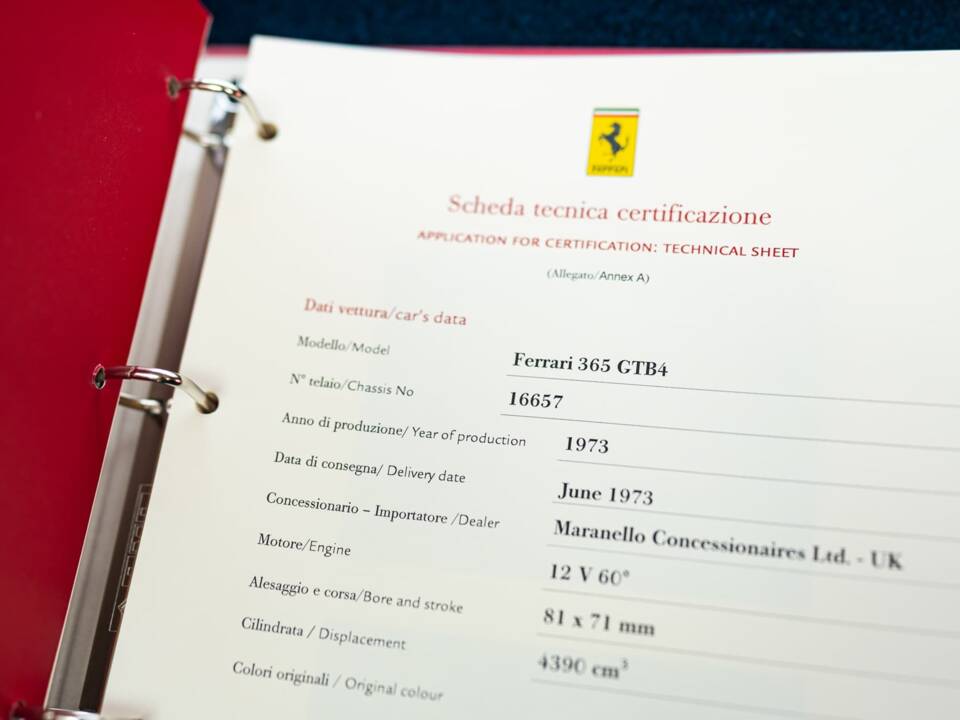 Ferrari
Scheda tecnica certificazione
APPLICATION FOR CERTIFICATION: TECHNICAL SHEET
(Allegato/Annex A)
Dati vettura/car's data
Modello/Model Ferrari 365 GTB4
N° telaio/Chassis No 16657
Anno di produzione/ Year of production 1973
Data di consegna/ Delivery date June 1973
Concessionario – Importatore /Dealer Maranello Concessionaires Ltd. - UK
Motore/Engine 12 V 60°
Alesaggio e corsa/Bore and stroke 81 x 71 mm
Cilindrata / Displacement 4390 cm³
Colori originali / Original colour